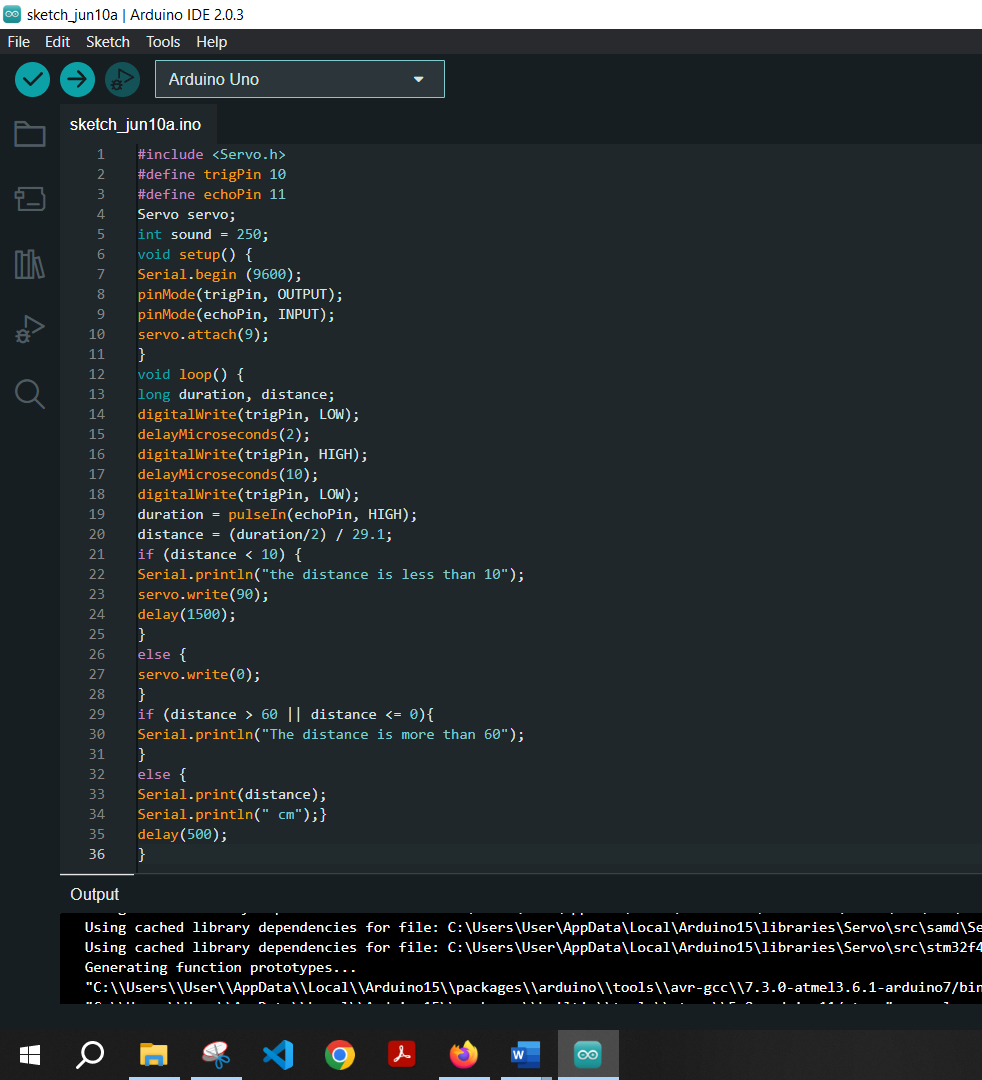 sketch_jun10a | Arduino IDE 2.0.3
File Edit Sketch Tools Help
Arduino Uno
sketch_jun10a.ino
1 #include <Servo.h>
2 #define trigPin 10
3 #define echoPin 11
4 Servo servo;
5 int sound = 250;
6 void setup() {
7 Serial.begin (9600);
8 pinMode(trigPin, OUTPUT);
9 pinMode(echoPin, INPUT);
10 servo.attach(9);
11 }
12 void loop() {
13 long duration, distance;
14 digitalWrite(trigPin, LOW);
15 delayMicroseconds(2);
16 digitalWrite(trigPin, HIGH);
17 delayMicroseconds(10);
18 digitalWrite(trigPin, LOW);
19 duration = pulseIn(echoPin, HIGH);
20 distance = (duration/2) / 29.1;
21 if (distance < 10) {
22 Serial.println("the distance is less than 10");
23 servo.write(90);
24 delay(1500);
25 }
26 else {
27 servo.write(0);
28 }
29 if (distance > 60 || distance <= 0){
30 Serial.println("The distance is more than 60");
31 }
32 else {
33 Serial.print(distance);
34 Serial.println(" cm");}
35 delay(500);
36 }
Output
Using cached library dependencies for file: C:\Users\User\AppData\Local\Arduino15\libraries\Servo\src\samd\Se
Using cached library dependencies for file: C:\Users\User\AppData\Local\Arduino15\libraries\Servo\src\stm32f4
Generating function prototypes...
"C:\\Users\\User\\AppData\\Local\\Arduino15\\packages\\arduino\\tools\\avr-gcc\\7.3.0-atmel3.6.1-arduino7/bin